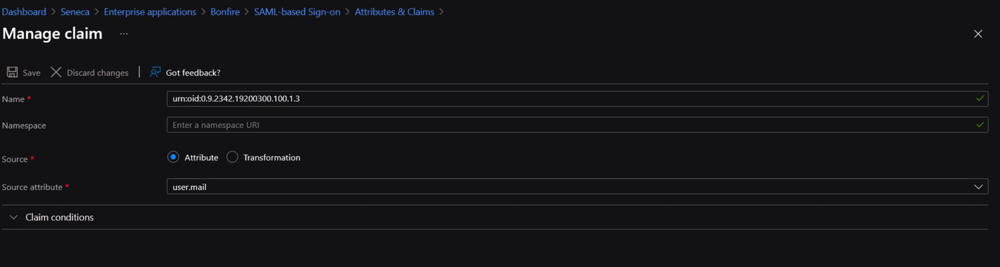 Dashboard > Seneca > Enterprise applications > Bonfire > SAML-based Sign-on > Attributes & Claims >
Manage claim ...
Save Discard changes | Got feedback?
Name * urn:oid:0.9.2342.19200300.100.1.3
Namespace Enter a namespace URI
Source * Attribute Transformation
Source attribute * user.mail
Claim conditions